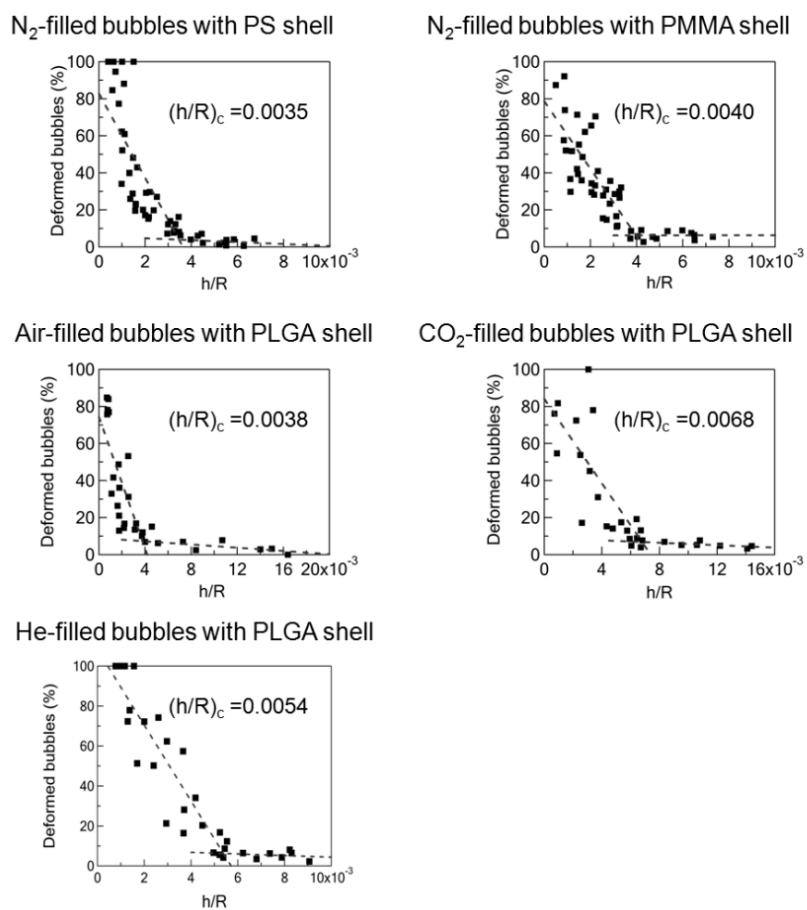 N₂-filled bubbles with PS shell
Deformed bubbles (%)
100
80
60
40
20
0
(h/R)c =0.0035
0 2 4 6 8 10x10⁻³
h/R
N₂-filled bubbles with PMMA shell
Deformed bubbles (%)
100
80
60
40
20
0
(h/R)c =0.0040
0 2 4 6 8 10x10⁻³
h/R
Air-filled bubbles with PLGA shell
Deformed bubbles (%)
100
80
60
40
20
0
(h/R)c =0.0038
0 4 8 12 16 20x10⁻³
h/R
CO₂-filled bubbles with PLGA shell
Deformed bubbles (%)
100
80
60
40
20
0
(h/R)c =0.0068
0 4 8 12 16x10⁻³
h/R
He-filled bubbles with PLGA shell
Deformed bubbles (%)
100
80
60
40
20
0
(h/R)c =0.0054
0 2 4 6 8 10x10⁻³
h/R